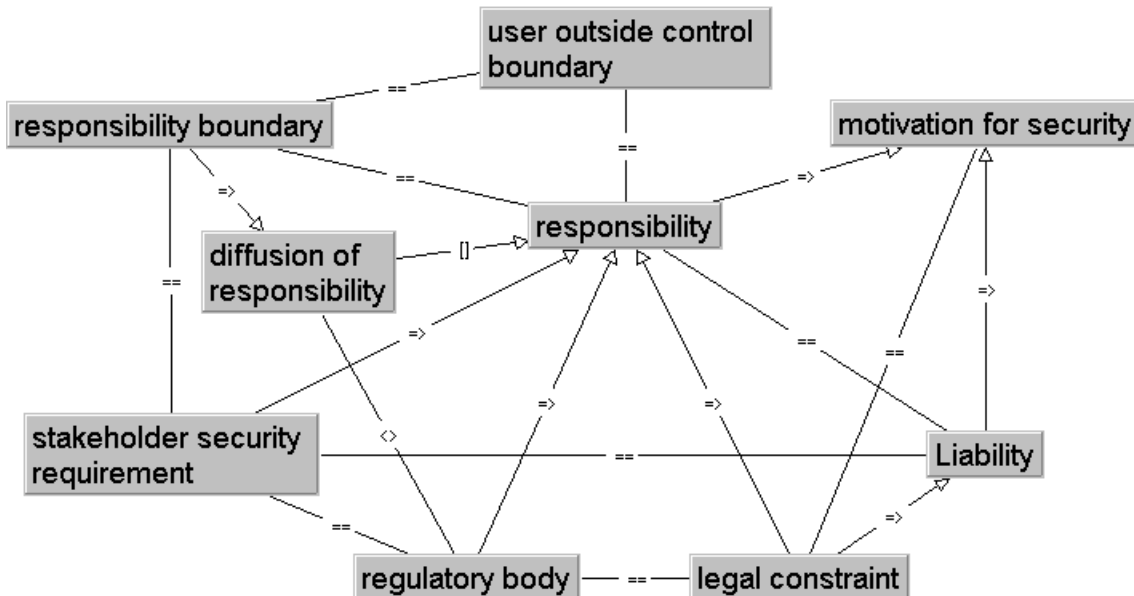 user outside control
boundary
==
responsibility boundary
motivation for security
==
==
=>
=>
responsibility
diffusion of
responsibility
[]
==
=>
=>
==
==
=>
=>
<>
stakeholder security
requirement
==
Liability
=>
==
regulatory body
==
legal constraint